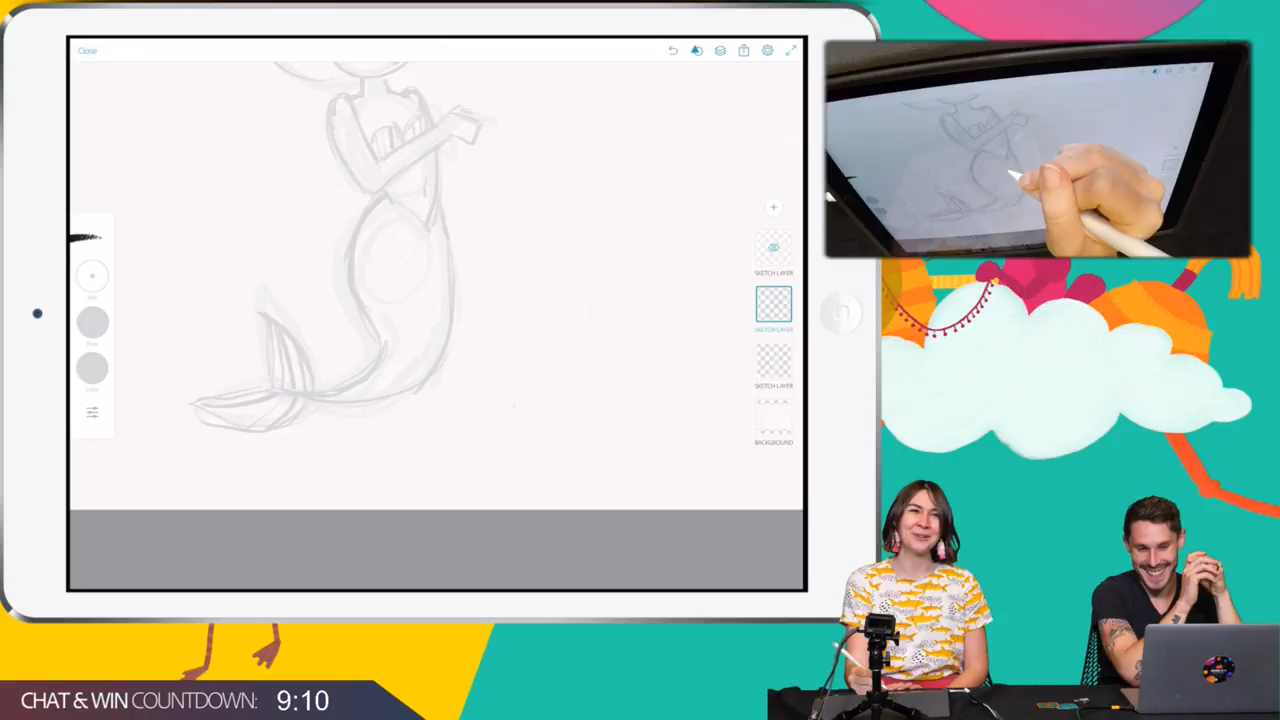 Close
SKETCH LAYER
SKETCH LAYER
SKETCH LAYER
BACKGROUND
CHAT & WIN COUNTDOWN: 9:10